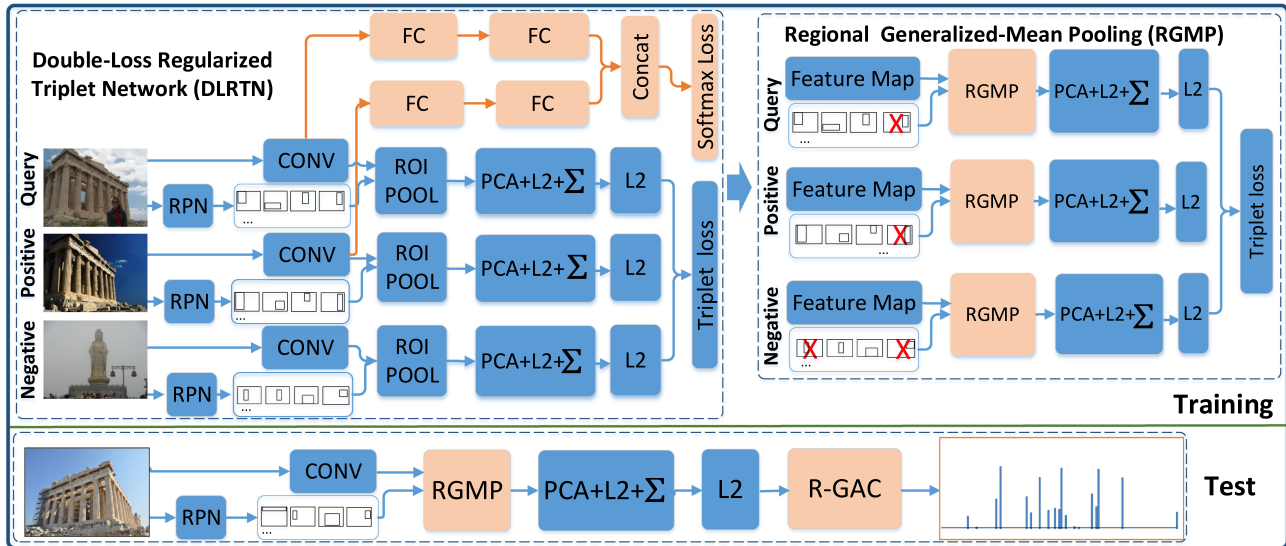 Double-Loss Regularized
Triplet Network (DLRTN)
FC
FC
FC
FC
Concat
Softmax Loss
Query
CONV
RPN
...
ROI
POOL
PCA+L2+Σ
L2
Positive
CONV
RPN
...
ROI
POOL
PCA+L2+Σ
L2
Negative
CONV
RPN
...
ROI
POOL
PCA+L2+Σ
L2
Triplet loss
Regional Generalized-Mean Pooling (RGMP)
Query
Feature Map
...
RGMP
PCA+L2+Σ
L2
Positive
Feature Map
...
RGMP
PCA+L2+Σ
L2
Negative
Feature Map
...
RGMP
PCA+L2+Σ
L2
Triplet loss
Training
CONV
RPN
...
RGMP
PCA+L2+Σ
L2
R-GAC
Test